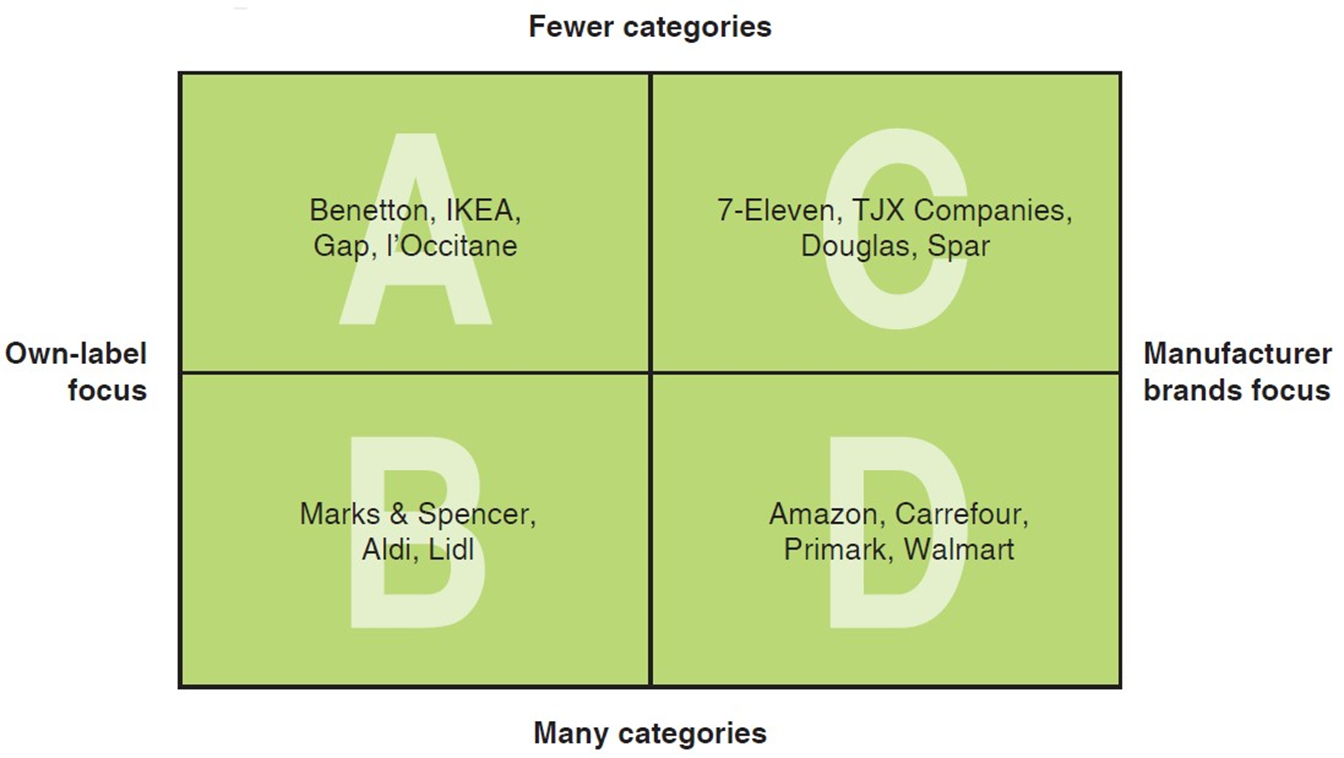 Fewer categories
A
Benetton, IKEA,
Gap, l’Occitane
C
7-Eleven, TJX Companies,
Douglas, Spar
Own-label
focus
Manufacturer
brands focus
B
Marks & Spencer,
Aldi, Lidl
D
Amazon, Carrefour,
Primark, Walmart
Many categories